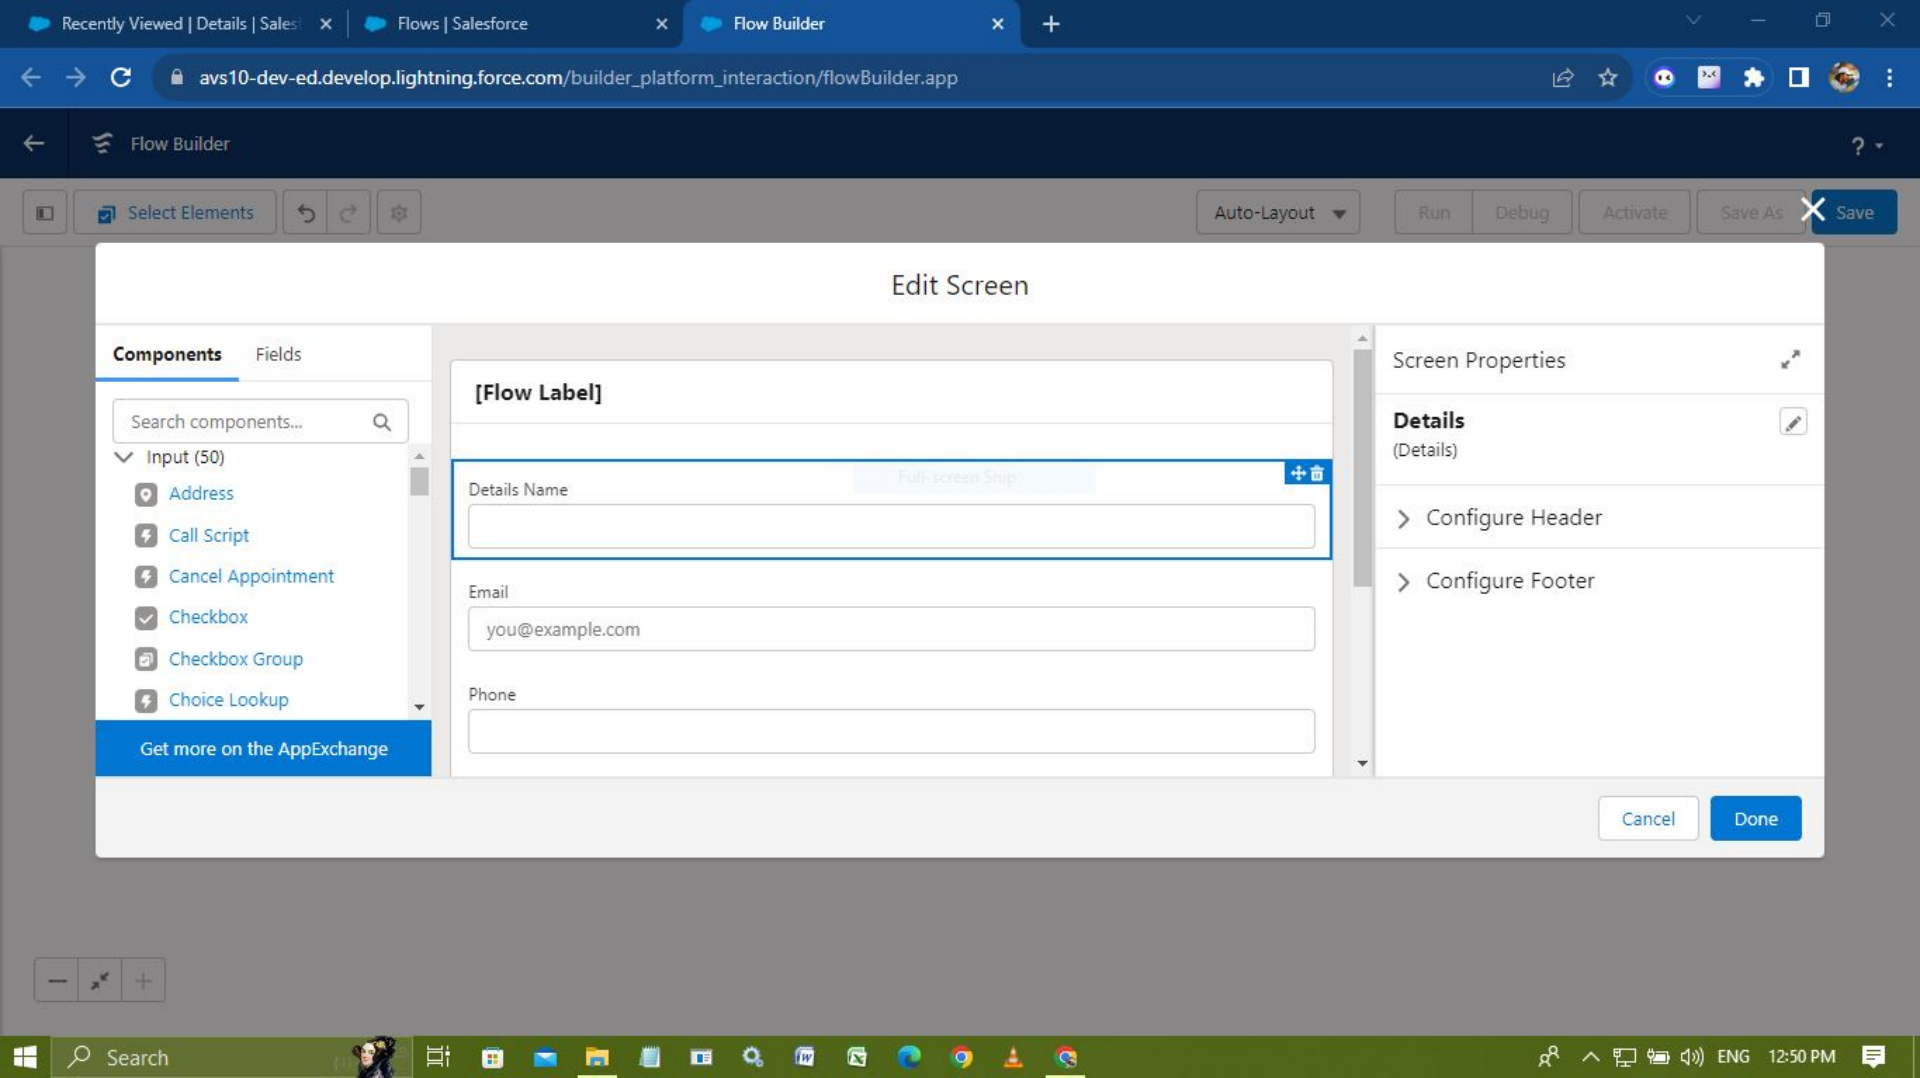 Recently Viewed | Details | Sales
Flows | Salesforce
Flow Builder
avs10-dev-ed.develop.lightning.force.com/builder_platform_interaction/flowBuilder.app
Flow Builder
?
Select Elements
Auto-Layout
Run
Debug
Activate
Save As
Save
Edit Screen
Components
Fields
Search components...
Input (50)
Address
Call Script
Cancel Appointment
Checkbox
Checkbox Group
Choice Lookup
Get more on the AppExchange
[Flow Label]
Full-screen Snip
Details Name
Email
you@example.com
Phone
Screen Properties
Details
(Details)
Configure Header
Configure Footer
Cancel
Done
Search
ENG
12:50 PM